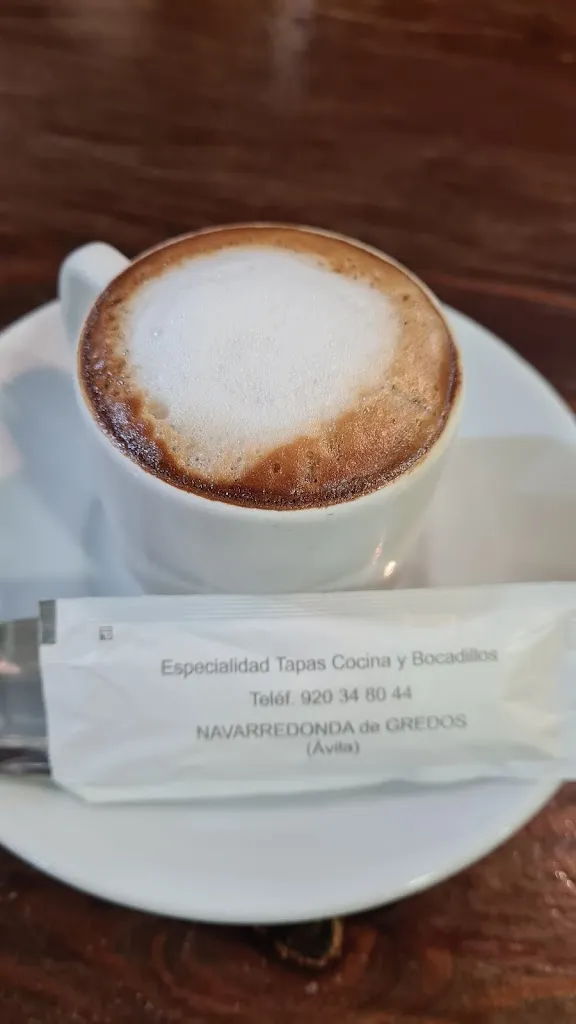 Especialidad Tapas Cocina y Bocadillos
Teléf. 920 34 80 44
NAVARREDONDA de GREDOS
(Ávila)